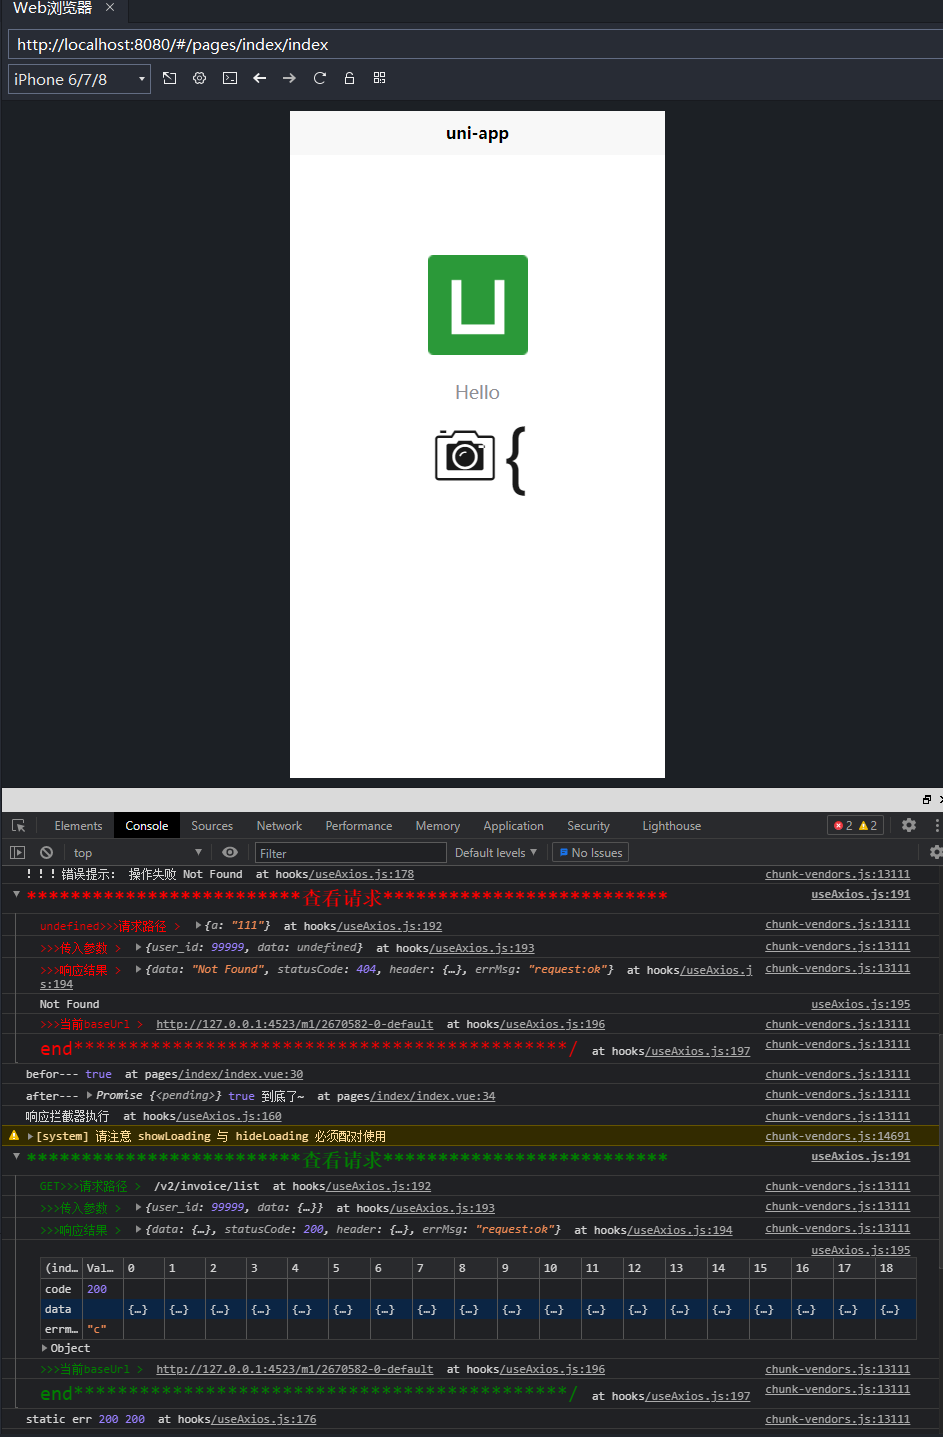 Web浏览器 ×
http://localhost:8080/#/pages/index/index
iPhone 6/7/8
uni-app
Hello
{
Elements Console Sources Network Performance Memory Application Security Lighthouse 2 2
top Filter Default levels No Issues
!!!错误提示: 操作失败 Not Found at hooks/useAxios.js:178 chunk-vendors.js:13111
*************************查看请求************************** useAxios.js:191
undefined>>>请求路径 > {a: "111"} at hooks/useAxios.js:192 chunk-vendors.js:13111
>>>传入参数 > {user_id: 99999, data: undefined} at hooks/useAxios.js:193 chunk-vendors.js:13111
>>>响应结果 > {data: "Not Found", statusCode: 404, header: {…}, errMsg: "request:ok"} at hooks/useAxios.j chunk-vendors.js:13111
s:194
Not Found useAxios.js:195
>>>当前baseUrl > http://127.0.0.1:4523/m1/2670582-0-default at hooks/useAxios.js:196 chunk-vendors.js:13111
end*********************************************/ at hooks/useAxios.js:197 chunk-vendors.js:13111
befor--- true at pages/index/index.vue:30 chunk-vendors.js:13111
after--- Promise {<pending>} true 到底了~ at pages/index/index.vue:34 chunk-vendors.js:13111
响应拦截器执行 at hooks/useAxios.js:160 chunk-vendors.js:13111
[system] 请注意 showLoading 与 hideLoading 必须配对使用 chunk-vendors.js:14691
*************************查看请求************************** useAxios.js:191
GET>>>请求路径 > /v2/invoice/list at hooks/useAxios.js:192 chunk-vendors.js:13111
>>>传入参数 > {user_id: 99999, data: {…}} at hooks/useAxios.js:193 chunk-vendors.js:13111
>>>响应结果 > {data: {…}, statusCode: 200, header: {…}, errMsg: "request:ok"} at hooks/useAxios.js:194 chunk-vendors.js:13111
useAxios.js:195
(ind… Val… 0 1 2 3 4 5 6 7 8 9 10 11 12 13 14 15 16 17 18
code 200
data {…} {…} {…} {…} {…} {…} {…} {…} {…} {…} {…} {…} {…} {…} {…} {…} {…} {…} {…}
errm… "c"
Object
>>>当前baseUrl > http://127.0.0.1:4523/m1/2670582-0-default at hooks/useAxios.js:196 chunk-vendors.js:13111
end*********************************************/ at hooks/useAxios.js:197 chunk-vendors.js:13111
static err 200 200 at hooks/useAxios.js:176 chunk-vendors.js:13111